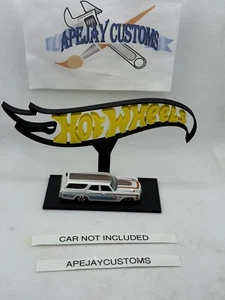 APEJAY CUSTOMS
HOT WHEELS
CAR NOT INCLUDED
APEJAYCUSTOMS